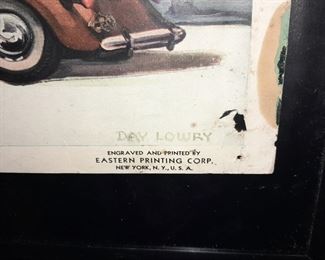 DAY LOWRY
ENGRAVED AND PRINTED BY
EASTERN PRINTING CORP.
NEW YORK, N. Y., U. S. A.